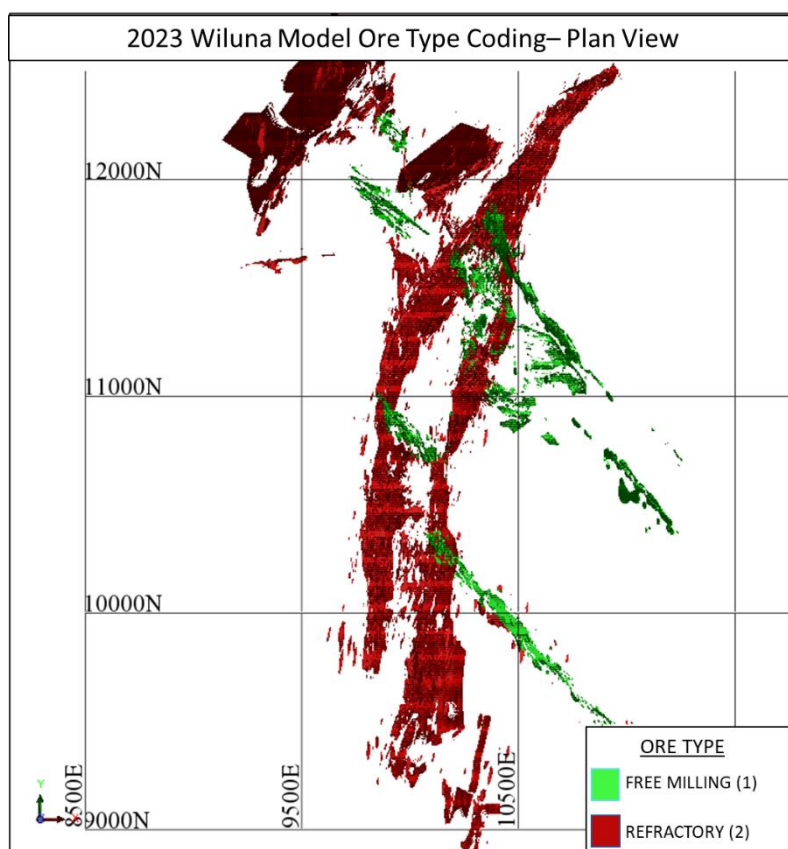 2023 Wiluna Model Ore Type Coding– Plan View
12000N
11000N
10000N
9000N
8500E
9500E
10500E
Y
X
ORE TYPE
FREE MILLING (1)
REFRACTORY (2)